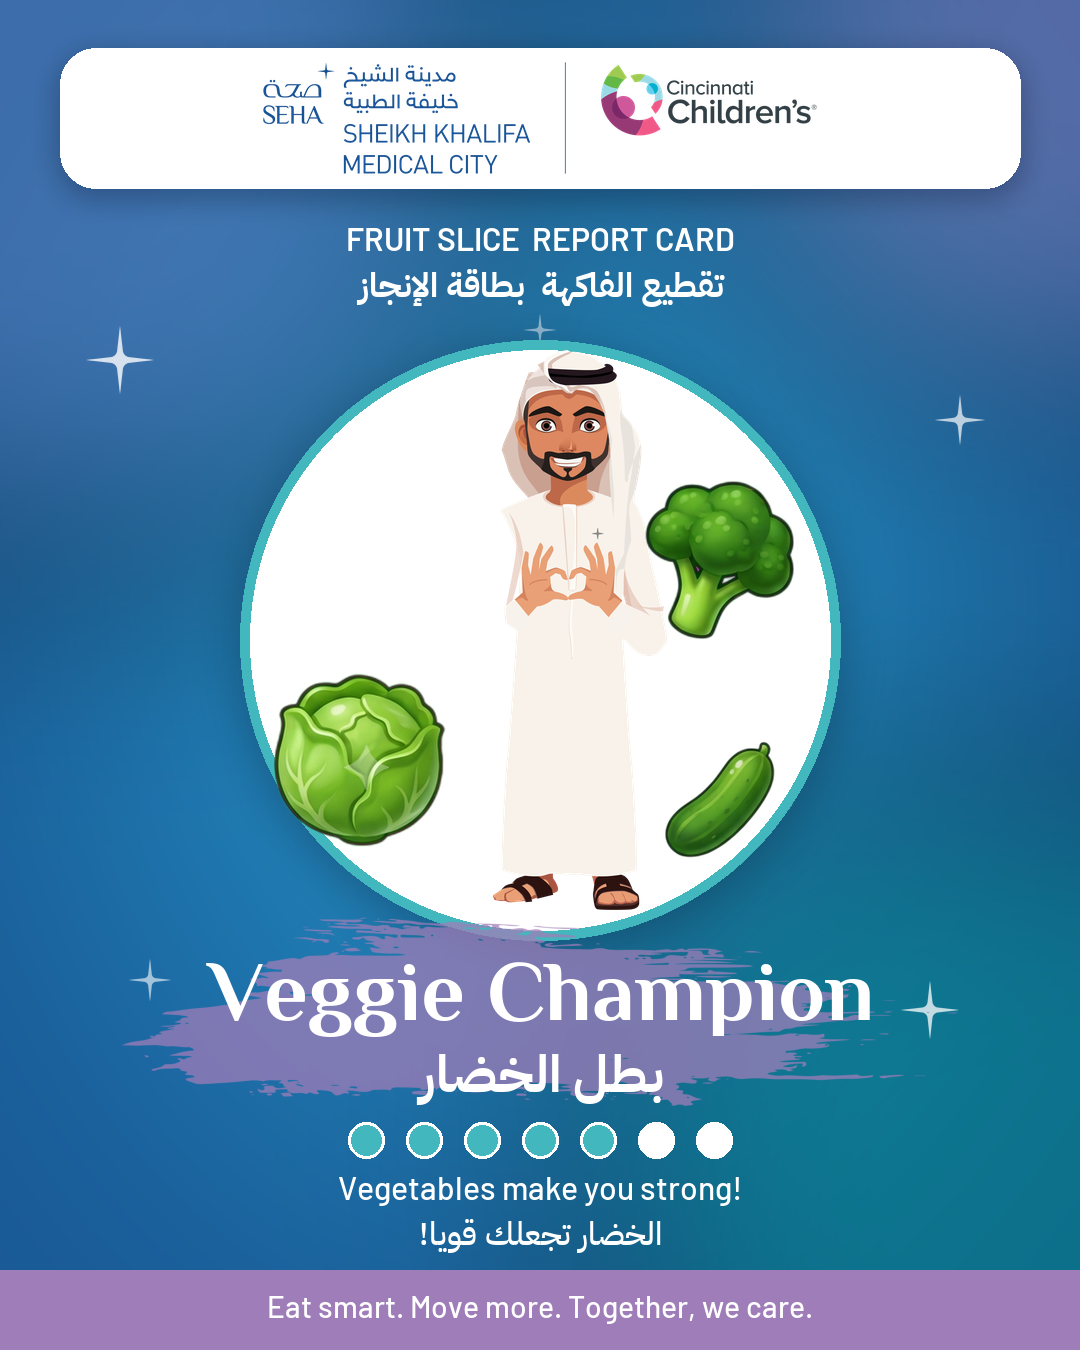 صحة
SEHA
مدينة الشيخ
خليفة الطبية
SHEIKH KHALIFA
MEDICAL CITY
Cincinnati
Children's®
FRUIT SLICE REPORT CARD
تقطيع الفاكهة بطاقة الإنجاز
Veggie Champion
بطل الخضار
Vegetables make you strong!
الخضار تجعلك قويا!
Eat smart. Move more. Together, we care.